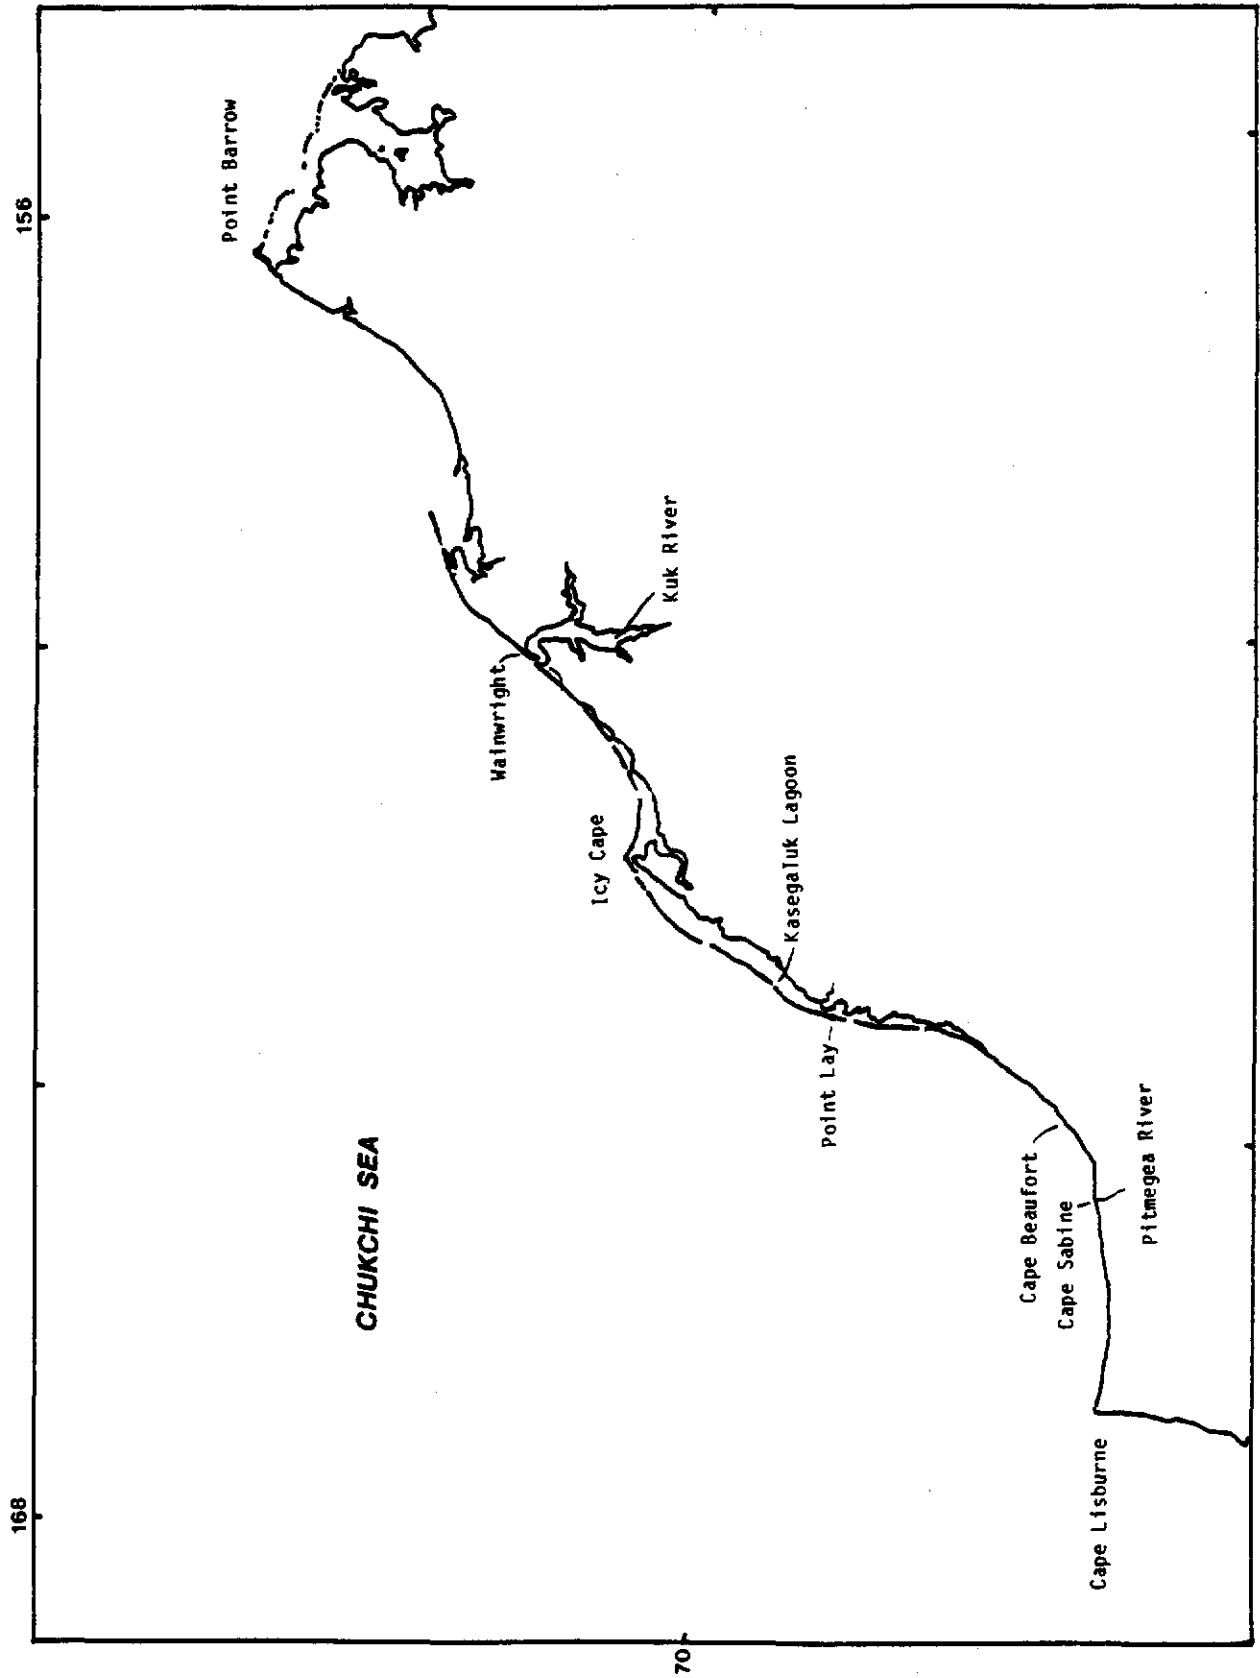 168
156
Point Barrow
Wainwright
Kuk River
Icy Cape
Kasegaluk Lagoon
CHUKCHI SEA
Point Lay
Cape Beaufort
Cape Sabine
Pitmegea River
Cape Lisburne
70